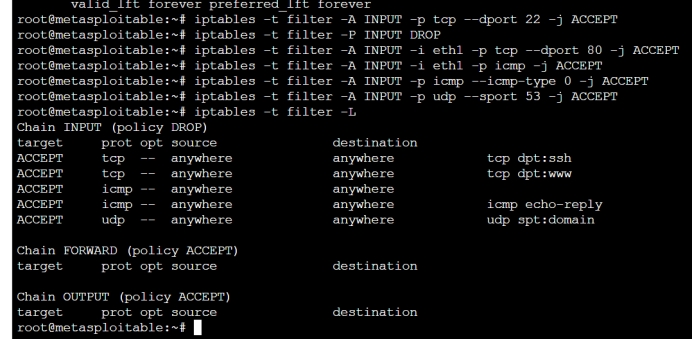 valid_lft forever preferred_lft forever
root@metasploitable:~# iptables -t filter -A INPUT -p tcp --dport 22 -j ACCEPT
root@metasploitable:~# iptables -t filter -P INPUT DROP
root@metasploitable:~# iptables -t filter -A INPUT -i eth1 -p tcp --dport 80 -j ACCEPT
root@metasploitable:~# iptables -t filter -A INPUT -i eth1 -p icmp -j ACCEPT
root@metasploitable:~# iptables -t filter -A INPUT -p icmp --icmp-type 0 -j ACCEPT
root@metasploitable:~# iptables -t filter -A INPUT -p udp --sport 53 -j ACCEPT
root@metasploitable:~# iptables -t filter -L
Chain INPUT (policy DROP)
target prot opt source destination
ACCEPT tcp -- anywhere anywhere tcp dpt:ssh
ACCEPT tcp -- anywhere anywhere tcp dpt:www
ACCEPT icmp -- anywhere anywhere
ACCEPT icmp -- anywhere anywhere icmp echo-reply
ACCEPT udp -- anywhere anywhere udp spt:domain
Chain FORWARD (policy ACCEPT)
target prot opt source destination
Chain OUTPUT (policy ACCEPT)
target prot opt source destination
root@metasploitable:~#